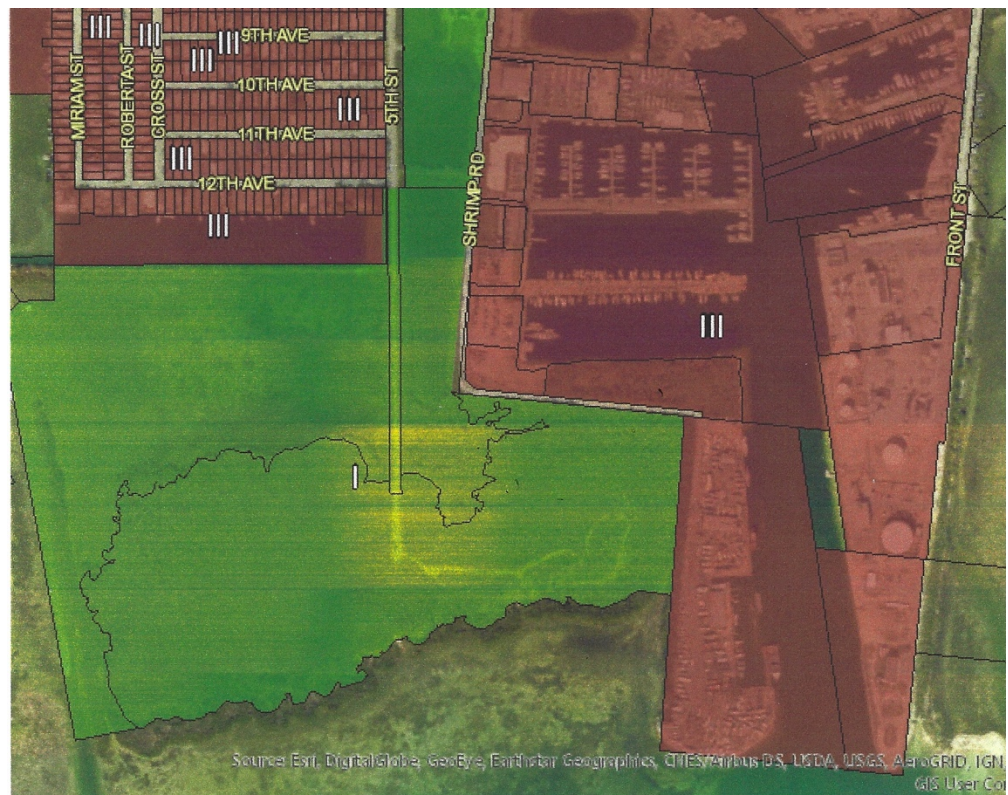 III
III
III
9TH AVE
III
MIRIAM ST
ROBERTA ST
CROSS ST
5TH ST
10TH AVE
III
11TH AVE
III
12TH AVE
SHRIMP RD
FRONT ST
III
III
I
Source: Esri, DigitalGlobe, GeoEye, Earthstar Geographics, CNES/Airbus DS, USDA, USGS, AeroGRID, IGN,
GIS User Co